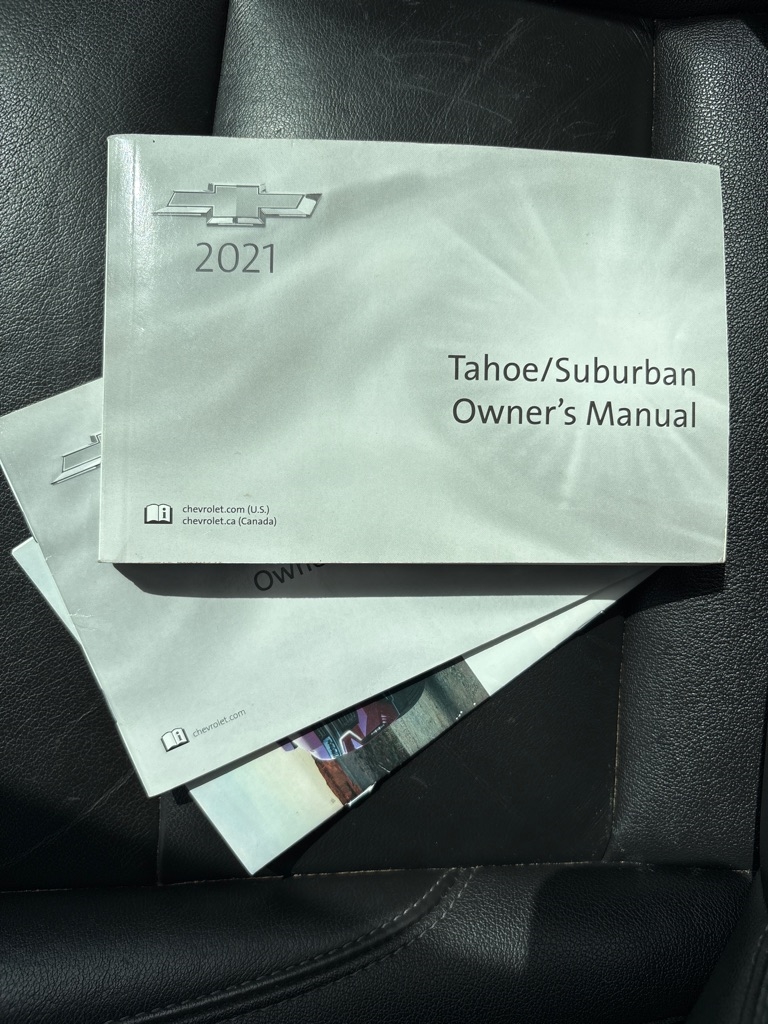 2021
Tahoe/Suburban
Owner's Manual
chevrolet.com (U.S.)
chevrolet.ca (Canada)
chevrolet.com